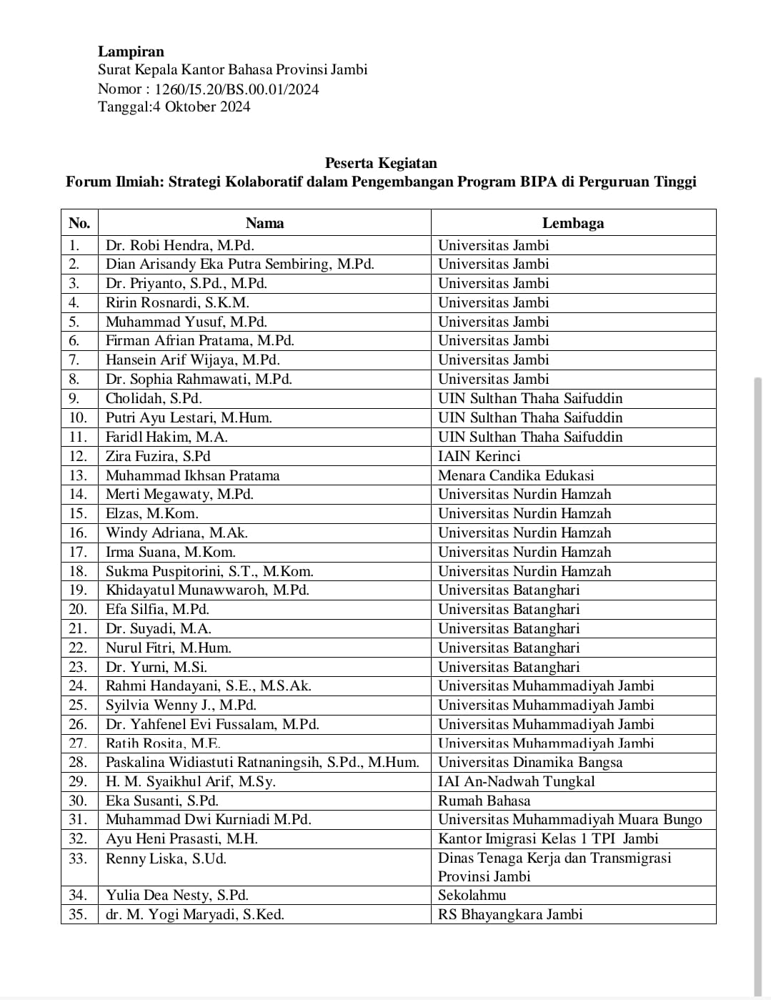 Lampiran
Surat Kepala Kantor Bahasa Provinsi Jambi
Nomor : 1260/I5.20/BS.00.01/2024
Tanggal:4 Oktober 2024
Peserta Kegiatan
Forum Ilmiah: Strategi Kolaboratif dalam Pengembangan Program BIPA di Perguruan Tinggi
No. Nama Lembaga
1. Dr. Robi Hendra, M.Pd. Universitas Jambi
2. Dian Arisandy Eka Putra Sembiring, M.Pd. Universitas Jambi
3. Dr. Priyanto, S.Pd., M.Pd. Universitas Jambi
4. Ririn Rosnardi, S.K.M. Universitas Jambi
5. Muhammad Yusuf, M.Pd. Universitas Jambi
6. Firman Afrian Pratama, M.Pd. Universitas Jambi
7. Hansein Arif Wijaya, M.Pd. Universitas Jambi
8. Dr. Sophia Rahmawati, M.Pd. Universitas Jambi
9. Cholidah, S.Pd. UIN Sulthan Thaha Saifuddin
10. Putri Ayu Lestari, M.Hum. UIN Sulthan Thaha Saifuddin
11. Faridl Hakim, M.A. UIN Sulthan Thaha Saifuddin
12. Zira Fuzira, S.Pd IAIN Kerinci
13. Muhammad Ikhsan Pratama Menara Candika Edukasi
14. Merti Megawaty, M.Pd. Universitas Nurdin Hamzah
15. Elzas, M.Kom. Universitas Nurdin Hamzah
16. Windy Adriana, M.Ak. Universitas Nurdin Hamzah
17. Irma Suana, M.Kom. Universitas Nurdin Hamzah
18. Sukma Puspitorini, S.T., M.Kom. Universitas Nurdin Hamzah
19. Khidayatul Munawwaroh, M.Pd. Universitas Batanghari
20. Efa Silfia, M.Pd. Universitas Batanghari
21. Dr. Suyadi, M.A. Universitas Batanghari
22. Nurul Fitri, M.Hum. Universitas Batanghari
23. Dr. Yurni, M.Si. Universitas Batanghari
24. Rahmi Handayani, S.E., M.S.Ak. Universitas Muhammadiyah Jambi
25. Syilvia Wenny J., M.Pd. Universitas Muhammadiyah Jambi
26. Dr. Yahfenel Evi Fussalam, M.Pd. Universitas Muhammadiyah Jambi
27. Ratih Rosita, M.E. Universitas Muhammadiyah Jambi
28. Paskalina Widiastuti Ratnaningsih, S.Pd., M.Hum. Universitas Dinamika Bangsa
29. H. M. Syaikhul Arif, M.Sy. IAI An-Nadwah Tungkal
30. Eka Susanti, S.Pd. Rumah Bahasa
31. Muhammad Dwi Kurniadi M.Pd. Universitas Muhammadiyah Muara Bungo
32. Ayu Heni Prasasti, M.H. Kantor Imigrasi Kelas 1 TPI Jambi
33. Renny Liska, S.Ud. Dinas Tenaga Kerja dan Transmigrasi
Provinsi Jambi
34. Yulia Dea Nesty, S.Pd. Sekolahmu
35. dr. M. Yogi Maryadi, S.Ked. RS Bhayangkara Jambi